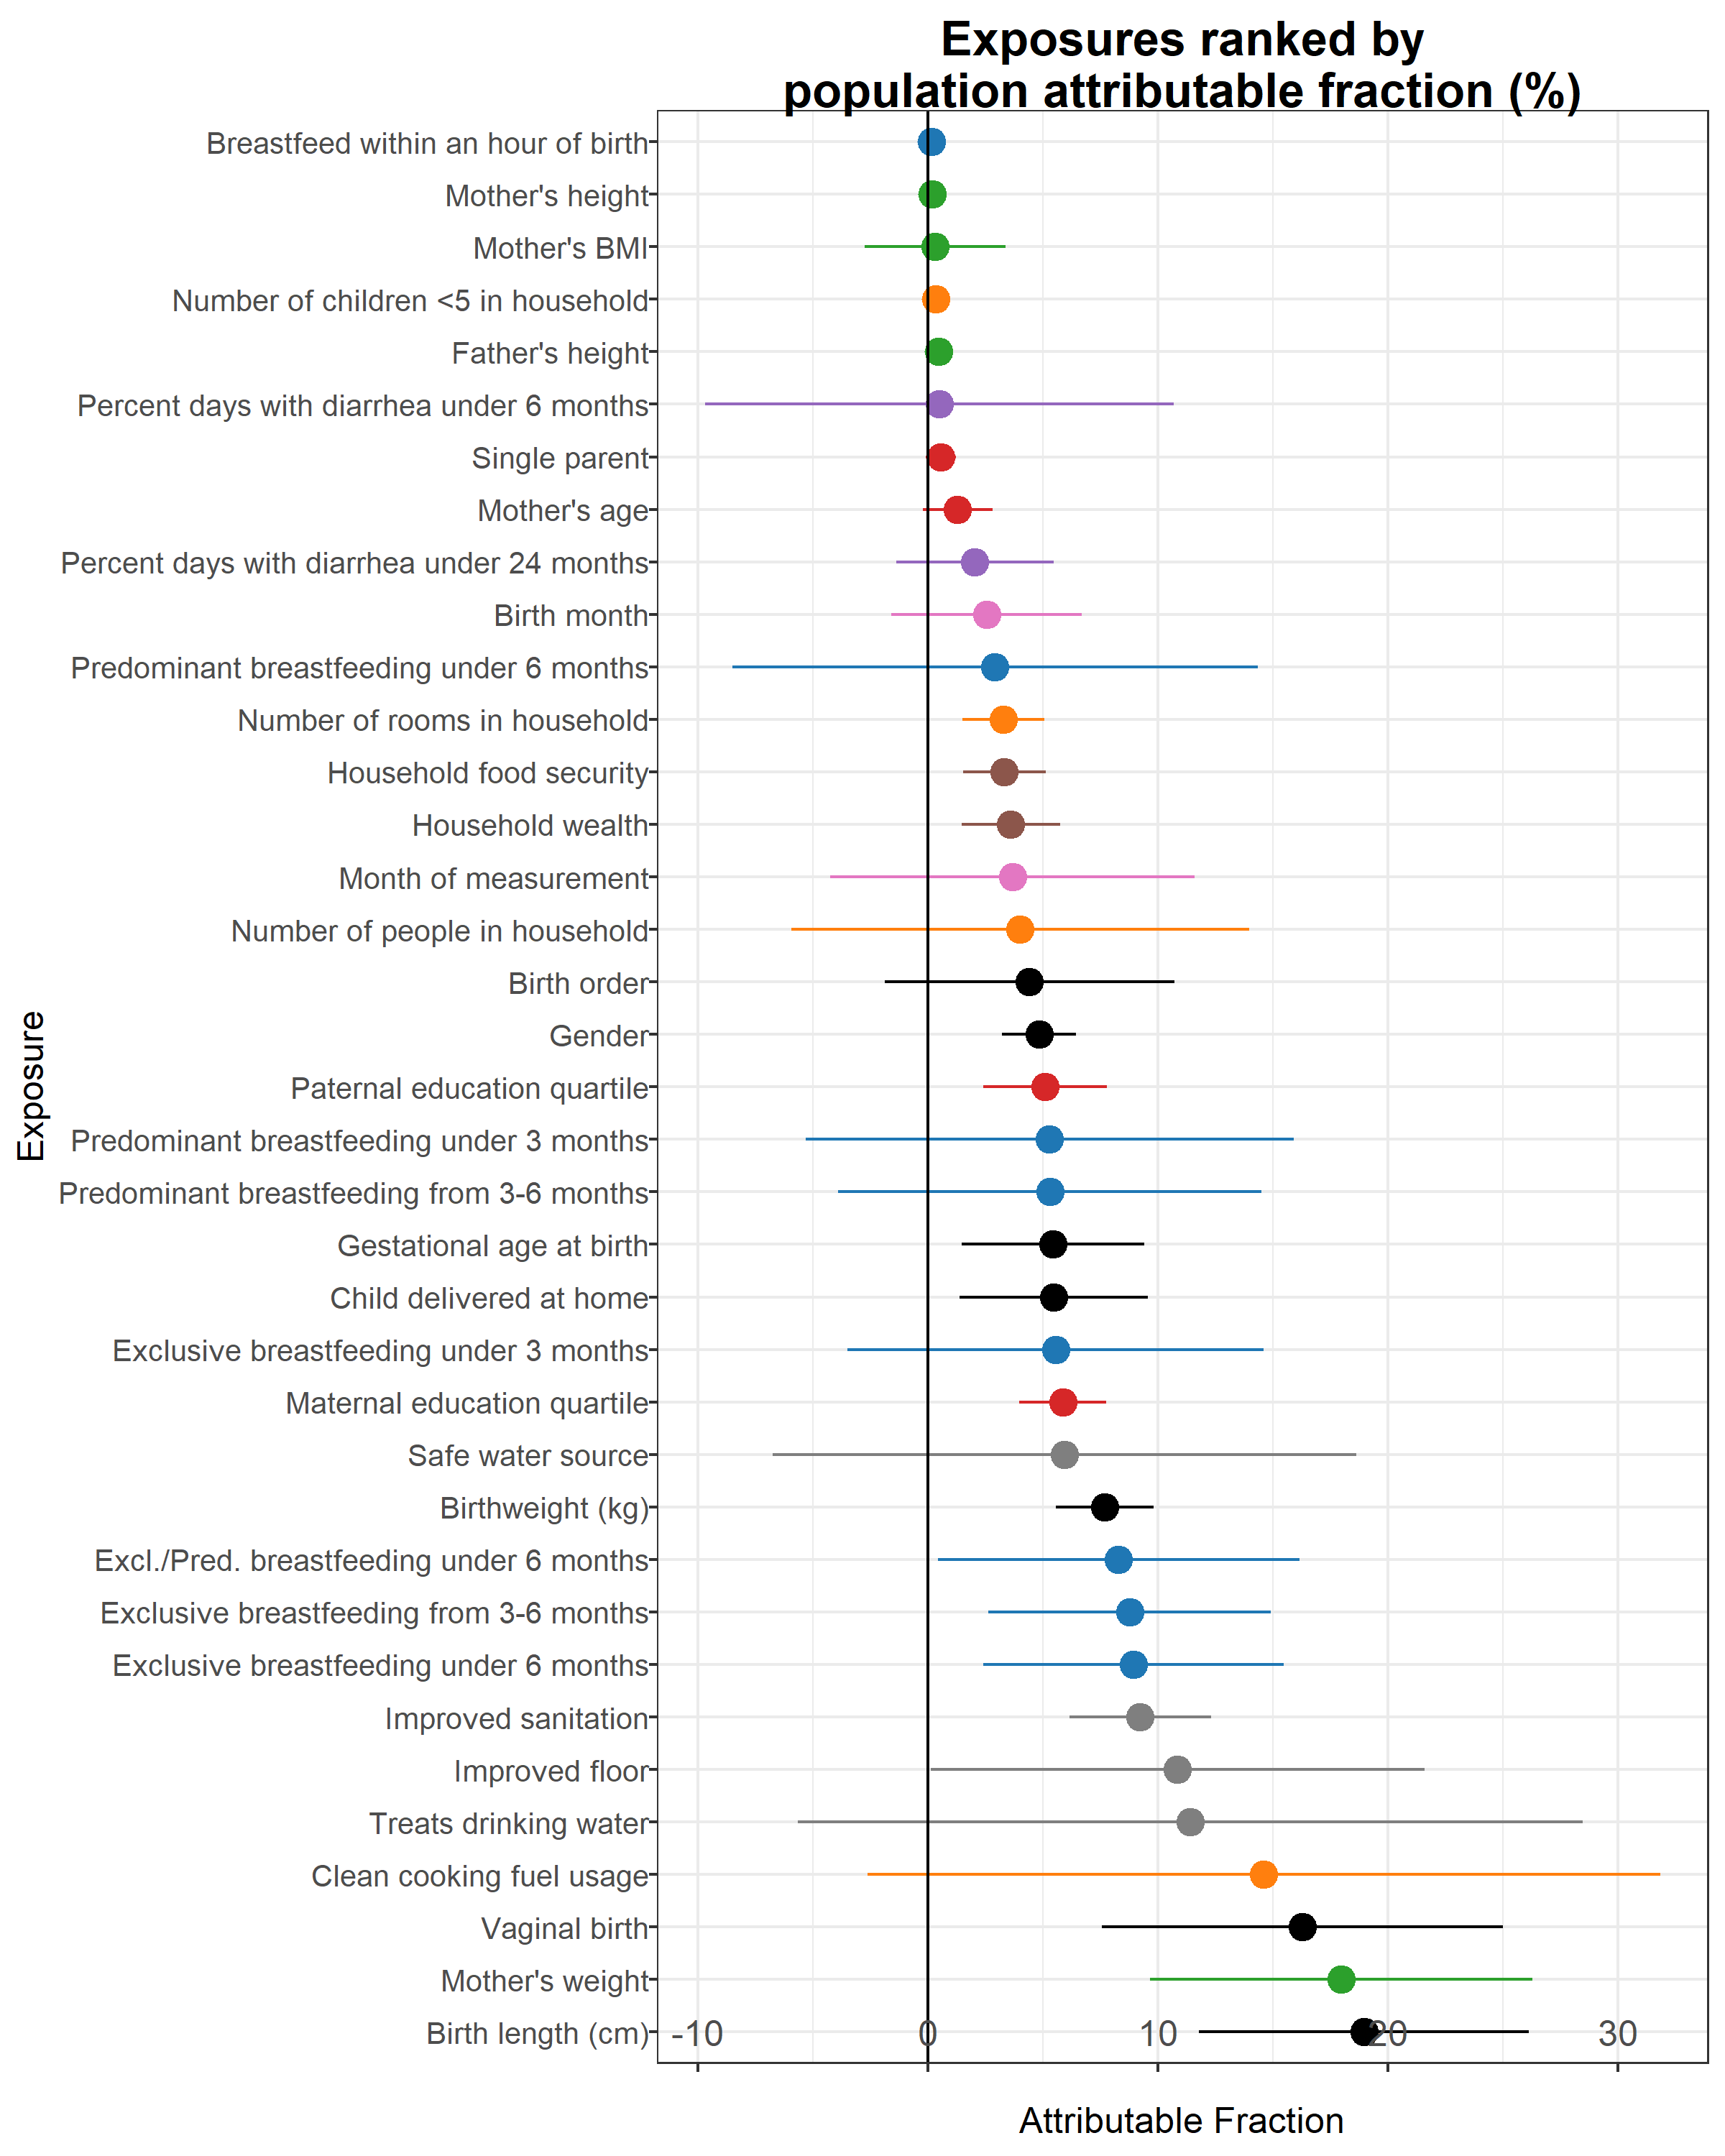 Exposures ranked by
population attributable fraction (%)
Breastfeed within an hour of birth
Mother's height
Mother's BMI
Number of children <5 in household
Father's height
Percent days with diarrhea under 6 months
Single parent
Mother's age
Percent days with diarrhea under 24 months
Birth month
Predominant breastfeeding under 6 months
Number of rooms in household
Household food security
Household wealth
Month of measurement
Number of people in household
Birth order
Gender
Paternal education quartile
Predominant breastfeeding under 3 months
Predominant breastfeeding from 3-6 months
Gestational age at birth
Child delivered at home
Exclusive breastfeeding under 3 months
Maternal education quartile
Safe water source
Birthweight (kg)
Excl./Pred. breastfeeding under 6 months
Exclusive breastfeeding from 3-6 months
Exclusive breastfeeding under 6 months
Improved sanitation
Improved floor
Treats drinking water
Clean cooking fuel usage
Vaginal birth
Mother's weight
Birth length (cm)
Exposure
-10 0 10 20 30
Attributable Fraction